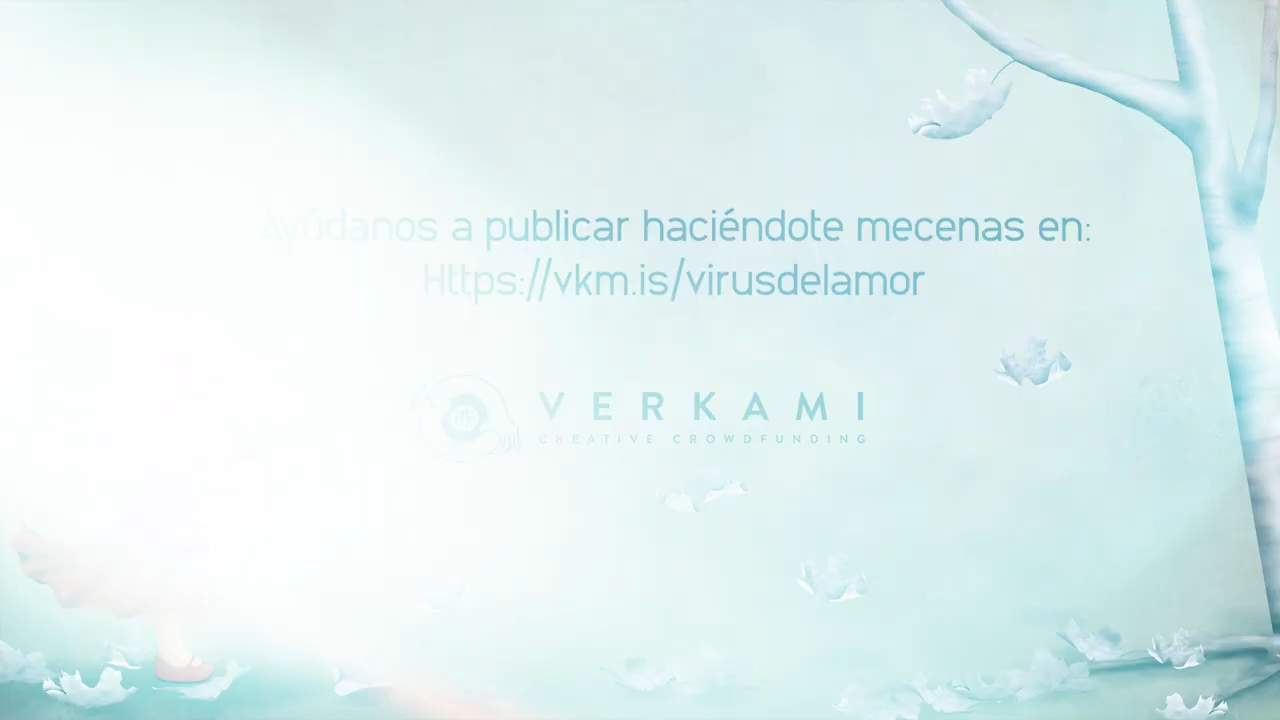 Ayúdanos a publicar haciéndote mecenas en:
Https://vkm.is/virusdelamor
VERKAMI
CREATIVE CROWDFUNDING